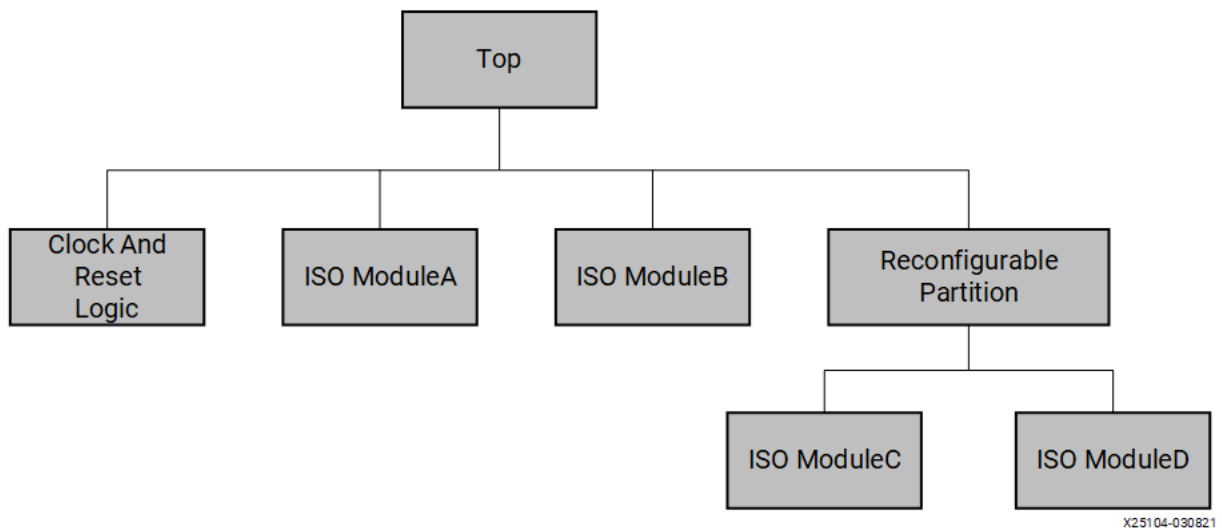 Top
Clock And
Reset
Logic
ISO ModuleA
ISO ModuleB
Reconfigurable
Partition
ISO ModuleC
ISO ModuleD
X25104-030821